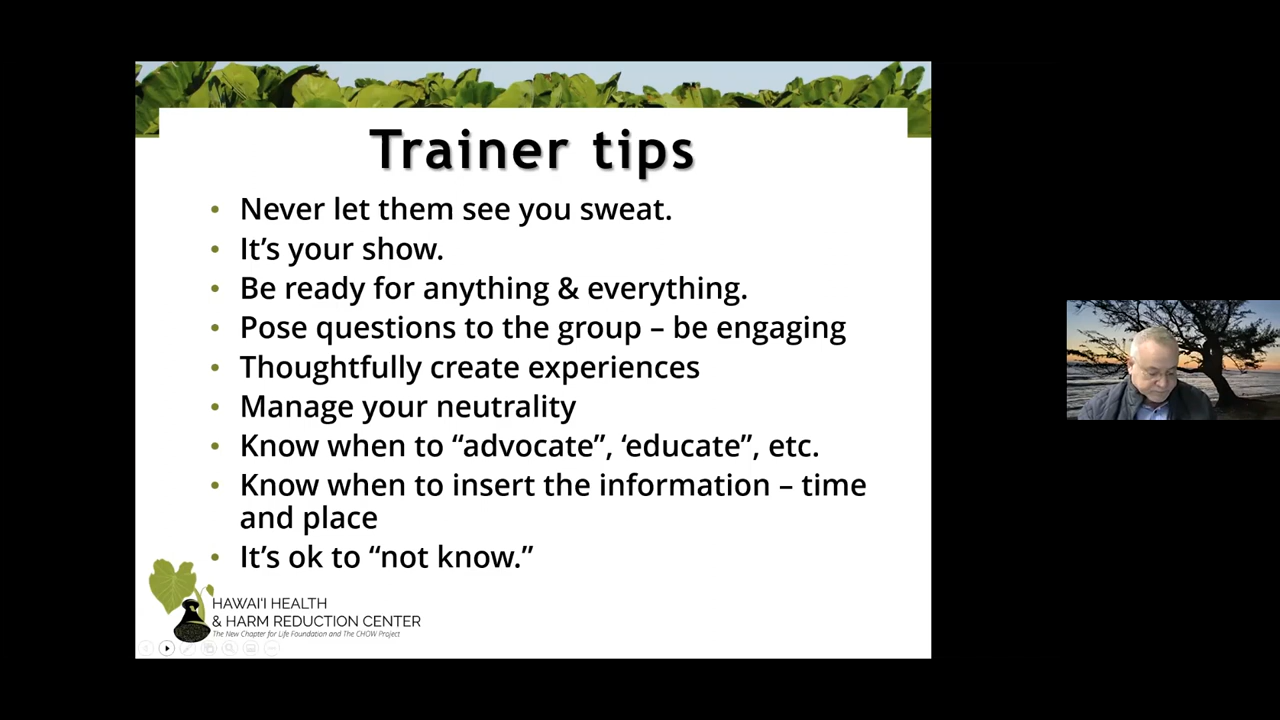 Trainer tips
• Never let them see you sweat.
• It’s your show.
• Be ready for anything & everything.
• Pose questions to the group – be engaging
• Thoughtfully create experiences
• Manage your neutrality
• Know when to “advocate”, ‘educate”, etc.
• Know when to insert the information – time
and place
• It’s ok to “not know.”
HAWAI‘I HEALTH
& HARM REDUCTION CENTER
The New Chapter for Life Foundation and The CHOW Project